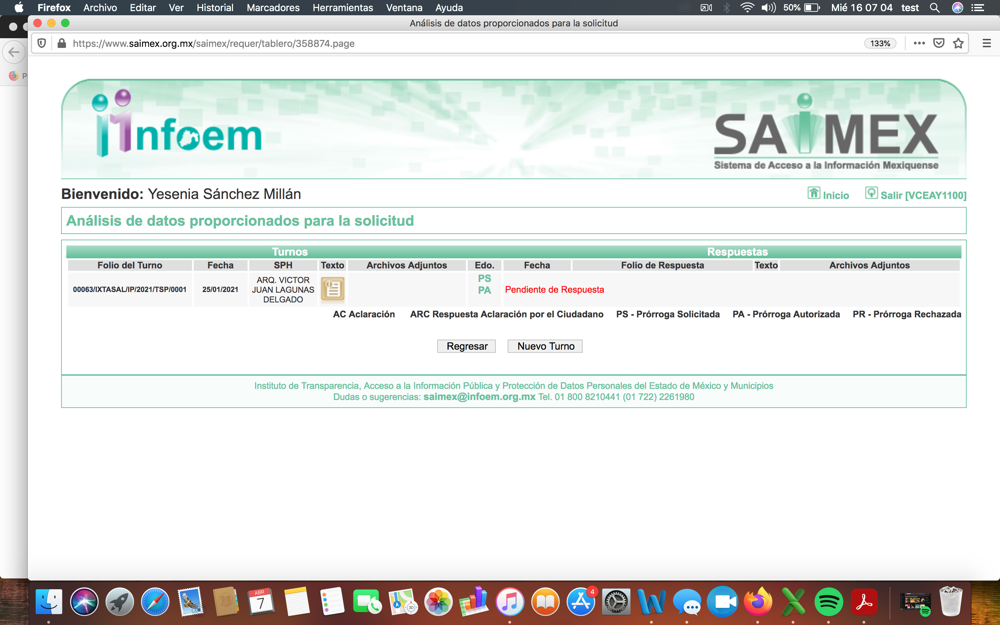 Firefox Archivo Editar Ver Historial Marcadores Herramientas Ventana Ayuda 50% Mié 16 07 04 test
Análisis de datos proporcionados para la solicitud
https://www.saimex.org.mx/saimex/requer/tablero/358874.page 133%
P
infoem
SAiMEX
Sistema de Acceso a la Información Mexiquense
Bienvenido: Yesenia Sánchez Millán Inicio Salir [VCEAY1100]
Análisis de datos proporcionados para la solicitud
Turnos Respuestas
Folio del Turno Fecha SPH Texto Archivos Adjuntos Edo. Fecha Folio de Respuesta Texto Archivos Adjuntos
00063/IXTASAL/IP/2021/TSP/0001 25/01/2021 ARQ. VICTOR JUAN LAGUNAS DELGADO PS PA Pendiente de Respuesta
AC Aclaración ARC Respuesta Aclaración por el Ciudadano PS - Prórroga Solicitada PA - Prórroga Autorizada PR - Prórroga Rechazada
Regresar Nuevo Turno
Instituto de Transparencia, Acceso a la Información Pública y Protección de Datos Personales del Estado de México y Municipios
Dudas o sugerencias: saimex@infoem.org.mx Tel. 01 800 8210441 (01 722) 2261980
ABR
7
3D
4